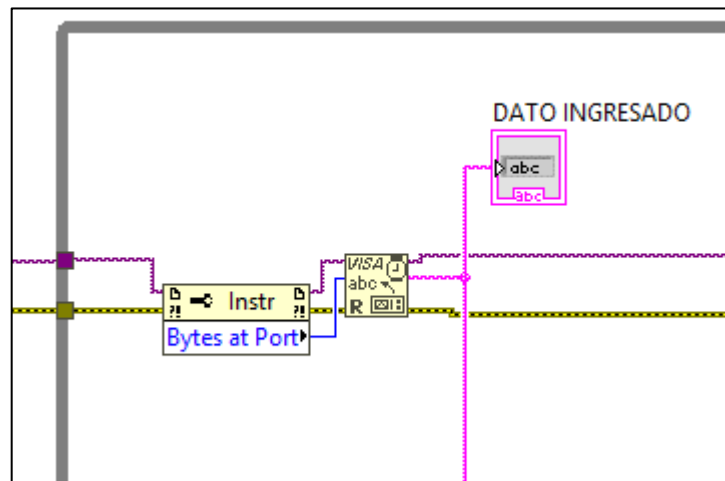 DATO INGRESADO
abc
abc
VISA
abc
R
?! Instr ?!
Bytes at Port